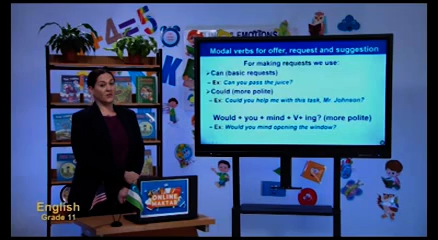 4=5
EMOTIONS
Modal verbs for offer, request and suggestion
For making requests we use:
➢Can (basic requests)
– Ex: Can you pass the juice?
➢Could (more polite)
– Ex: Could you help me with this task, Mr. Johnson?
Would + you + mind + V+ ing? (more polite)
– Ex: Would you mind opening the window?
ONLINE
MAKTAB
English
Grade 11